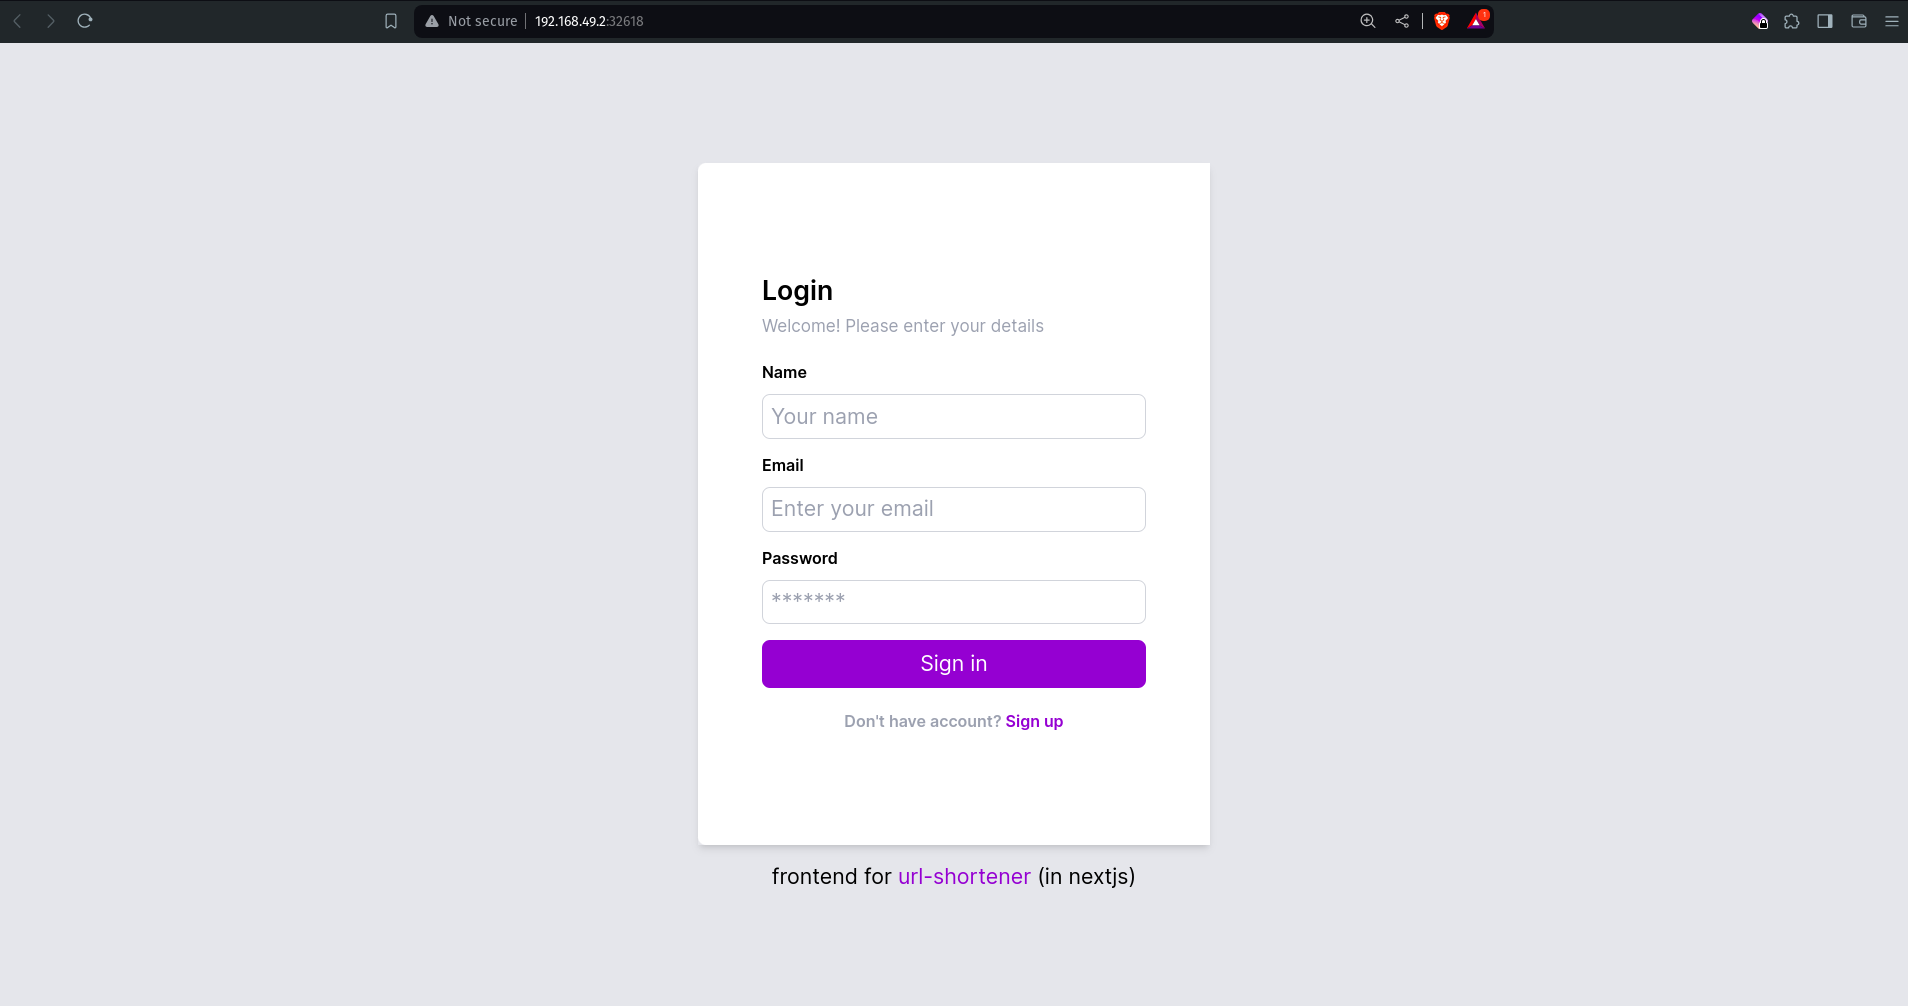 Not secure 192.168.49.2:32618
1
Login
Welcome! Please enter your details
Name
Your name
Email
Enter your email
Password
*******
Sign in
Don't have account? Sign up
frontend for url-shortener (in nextjs)